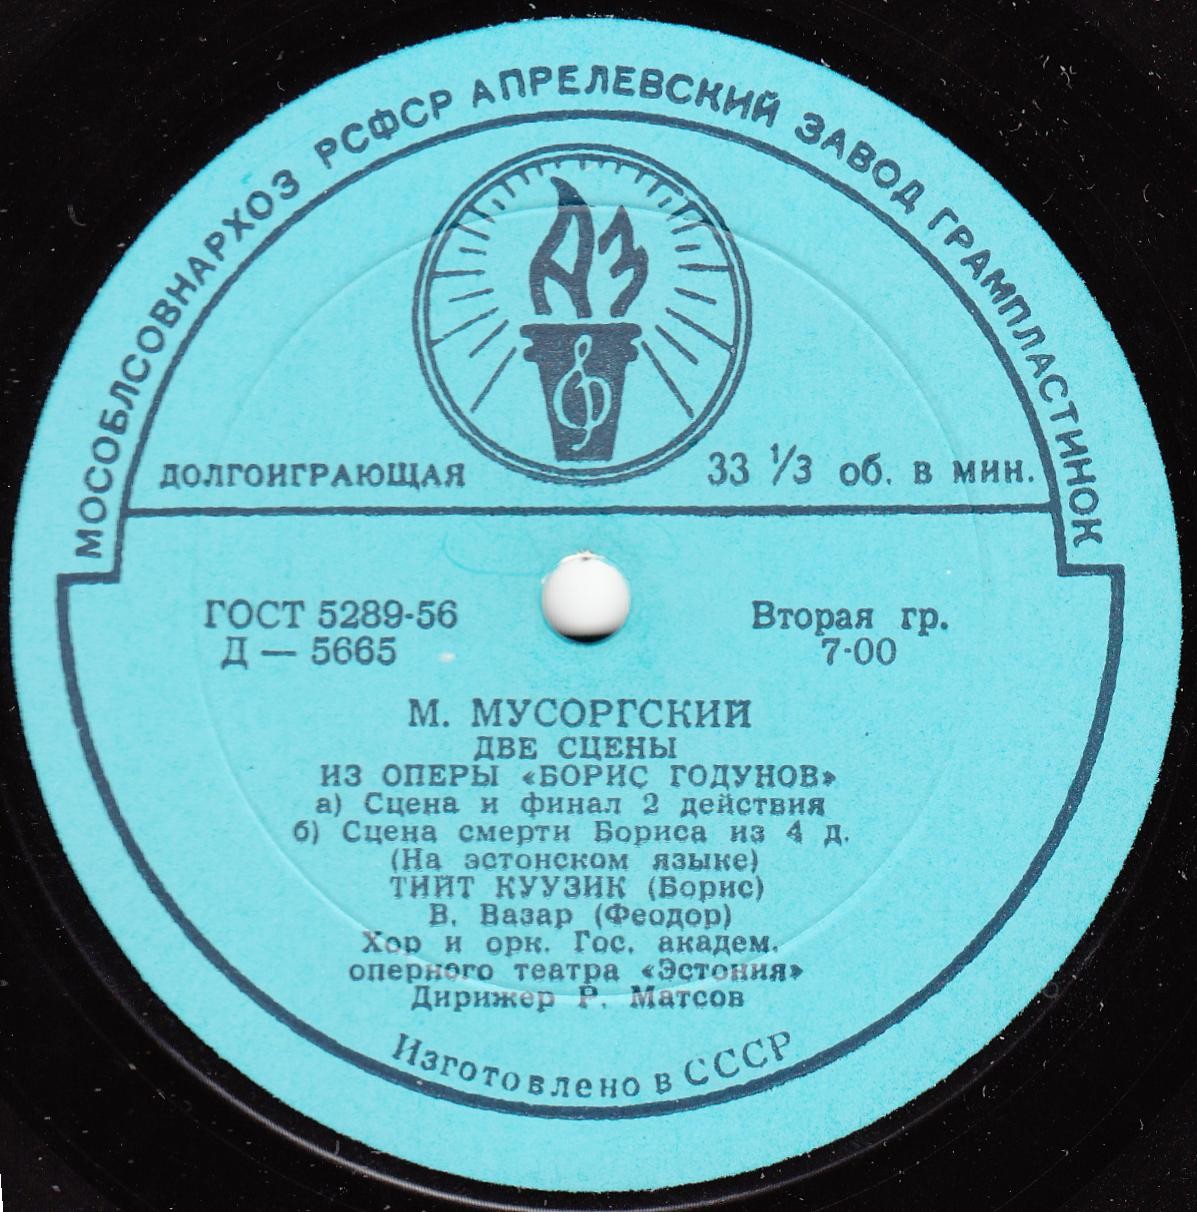 МОСОБЛСОВНАРХОЗ РСФСР АПРЕЛЕВСКИЙ ЗАВОД ГРАМПЛАСТИНОК
АЗ
ДОЛГОИГРАЮЩАЯ 33 1/3 об. в мин.
ГОСТ 5289-56 Вторая гр.
Д — 5665 7-00
М. МУСОРГСКИЙ
ДВЕ СЦЕНЫ
ИЗ ОПЕРЫ «БОРИС ГОДУНОВ»
а) Сцена и финал 2 действия
б) Сцена смерти Бориса из 4 д.
(На эстонском языке)
ТИЙТ КУУЗИК (Борис)
В. Вазар (Феодор)
Хор и орк. Гос. академ.
оперного театра «Эстония»
Дирижер Р. Матсов
Изготовлено в СССР